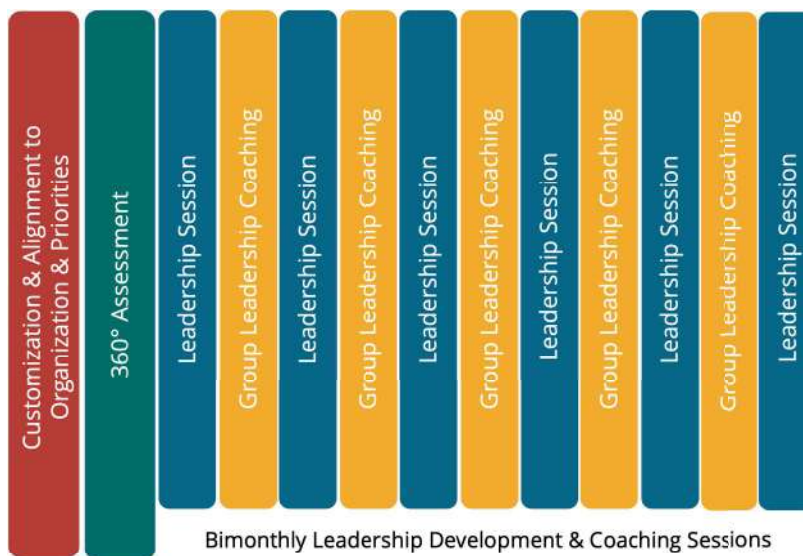 Customization & Alignment to
Organization & Priorities
360° Assessment
Leadership Session
Group Leadership Coaching
Leadership Session
Group Leadership Coaching
Leadership Session
Group Leadership Coaching
Leadership Session
Group Leadership Coaching
Leadership Session
Group Leadership Coaching
Leadership Session
Bimonthly Leadership Development & Coaching Sessions